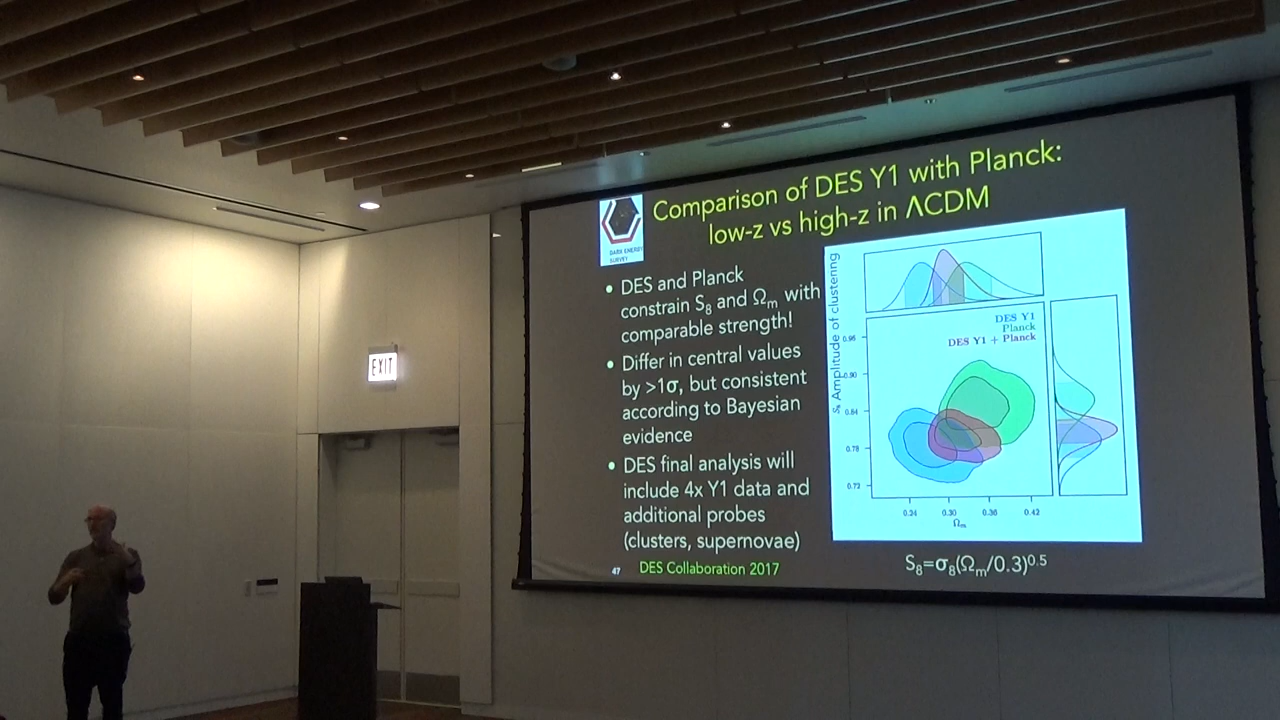 EXIT
DARK ENERGY
SURVEY
Comparison of DES Y1 with Planck:
low-z vs high-z in ΛCDM
• DES and Planck
constrain S8 and Ωm with
comparable strength!
• Differ in central values
by >1σ, but consistent
according to Bayesian
evidence
• DES final analysis will
include 4x Y1 data and
additional probes
(clusters, supernovae)
47
DES Collaboration 2017
S8 Amplitude of clustering
DES Y1
Planck
DES Y1 + Planck
0.96
0.90
0.84
0.78
0.72
0.24 0.30 0.36 0.42
Ωm
S8=σ8(Ωm/0.3)0.5